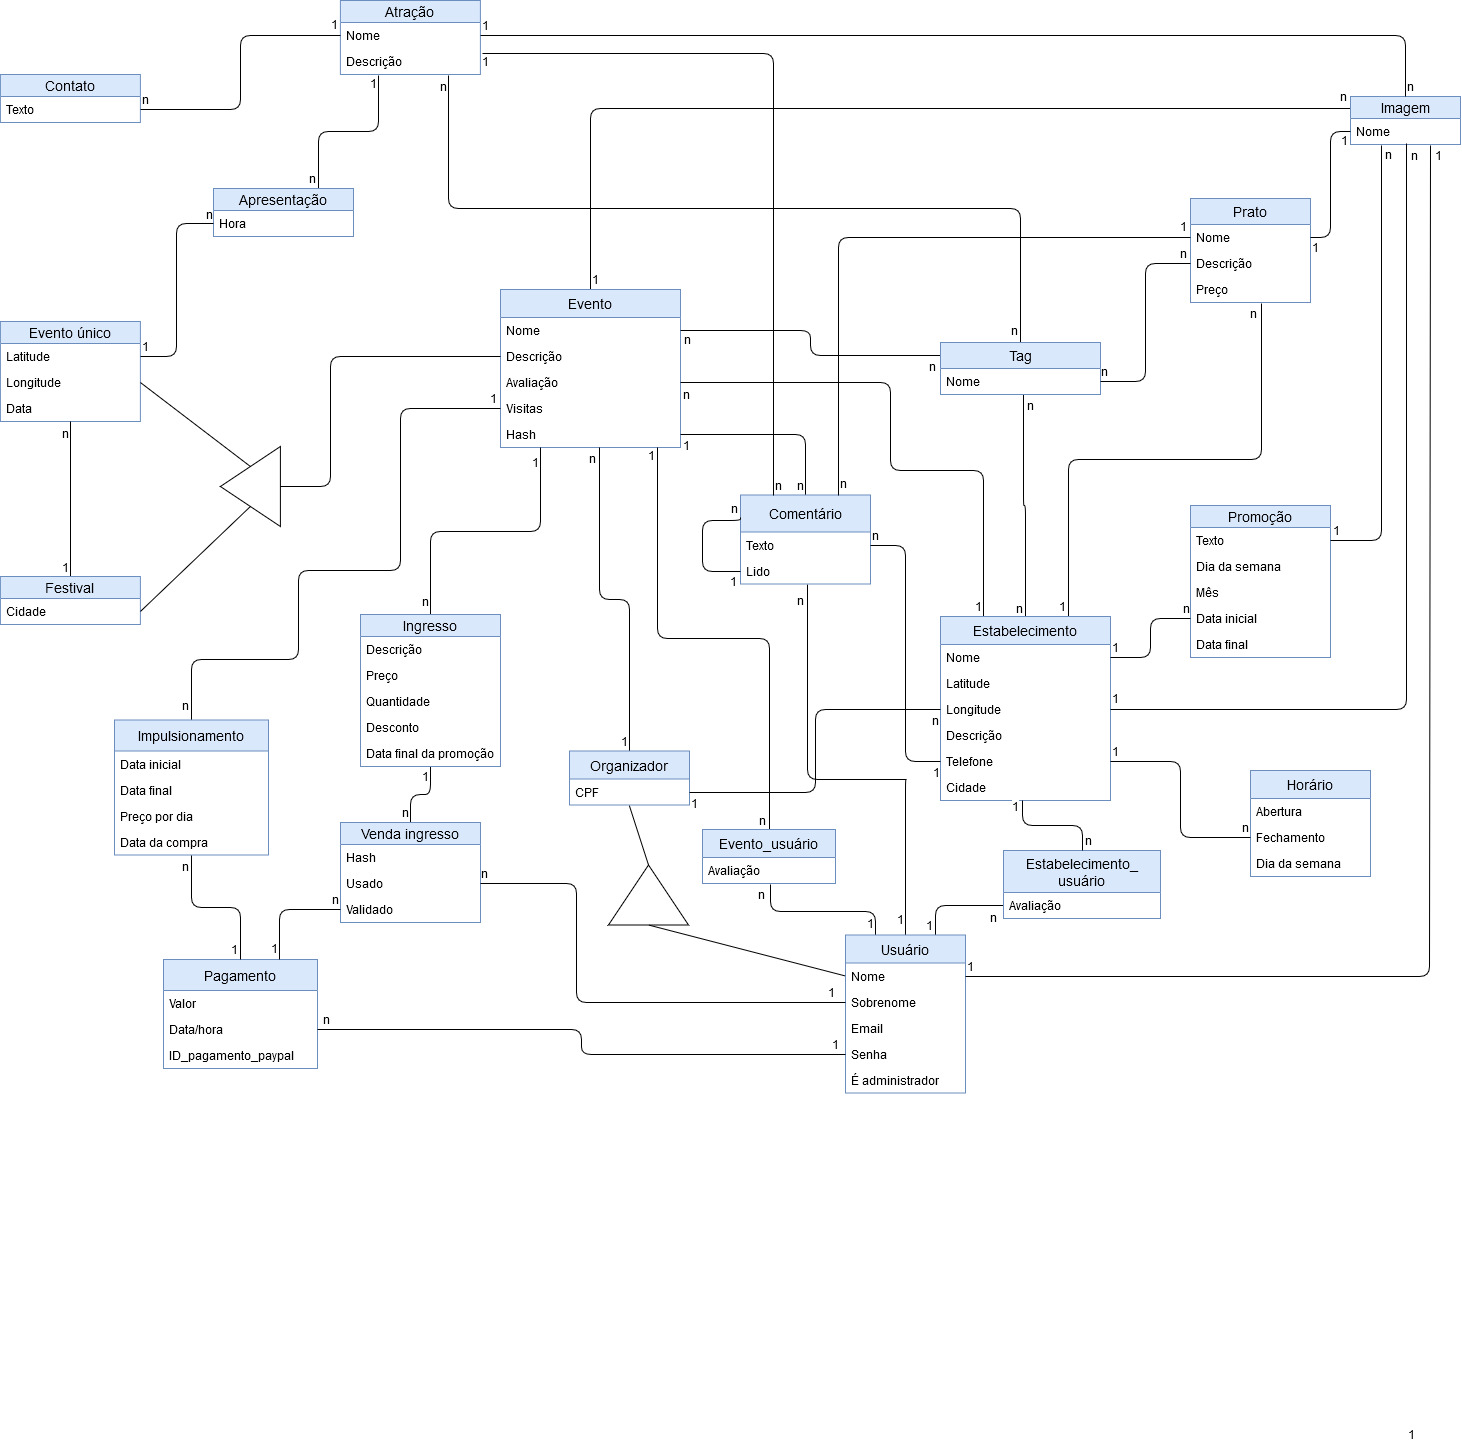 Atração
Nome
Descrição
1
1
1
1
n
Contato
Texto
n
n
n
Imagem
Nome
1
n
n
1
Apresentação
Hora
n
n
Prato
Nome
Descrição
Preço
1
n
1
n
Evento único
Latitude
Longitude
Data
1
n
1
Evento
Nome
Descrição
Avaliação
Visitas
Hash
n
n
1
1
1
n
1
n
n
Tag
Nome
n
n
Festival
Cidade
1
Comentário
Texto
Lido
n
n
n
n
1
n
n
Promoção
Texto
Dia da semana
Mês
Data inicial
Data final
1
n
Estabelecimento
Nome
Latitude
Longitude
Descrição
Telefone
Cidade
1
n
1
1
1
1
n
1
1
Ingresso
Descrição
Preço
Quantidade
Desconto
Data final da promoção
n
1
Impulsionamento
Data inicial
Data final
Preço por dia
Data da compra
n
n
Organizador
CPF
1
1
Horário
Abertura
Fechamento
Dia da semana
n
Venda ingresso
Hash
Usado
Validado
n
n
n
Evento_usuário
Avaliação
n
n
Estabelecimento_
usuário
Avaliação
n
n
Pagamento
Valor
Data/hora
ID_pagamento_paypal
1
1
n
Usuário
Nome
Sobrenome
Email
Senha
É administrador
1
1
1
1
1
1
1